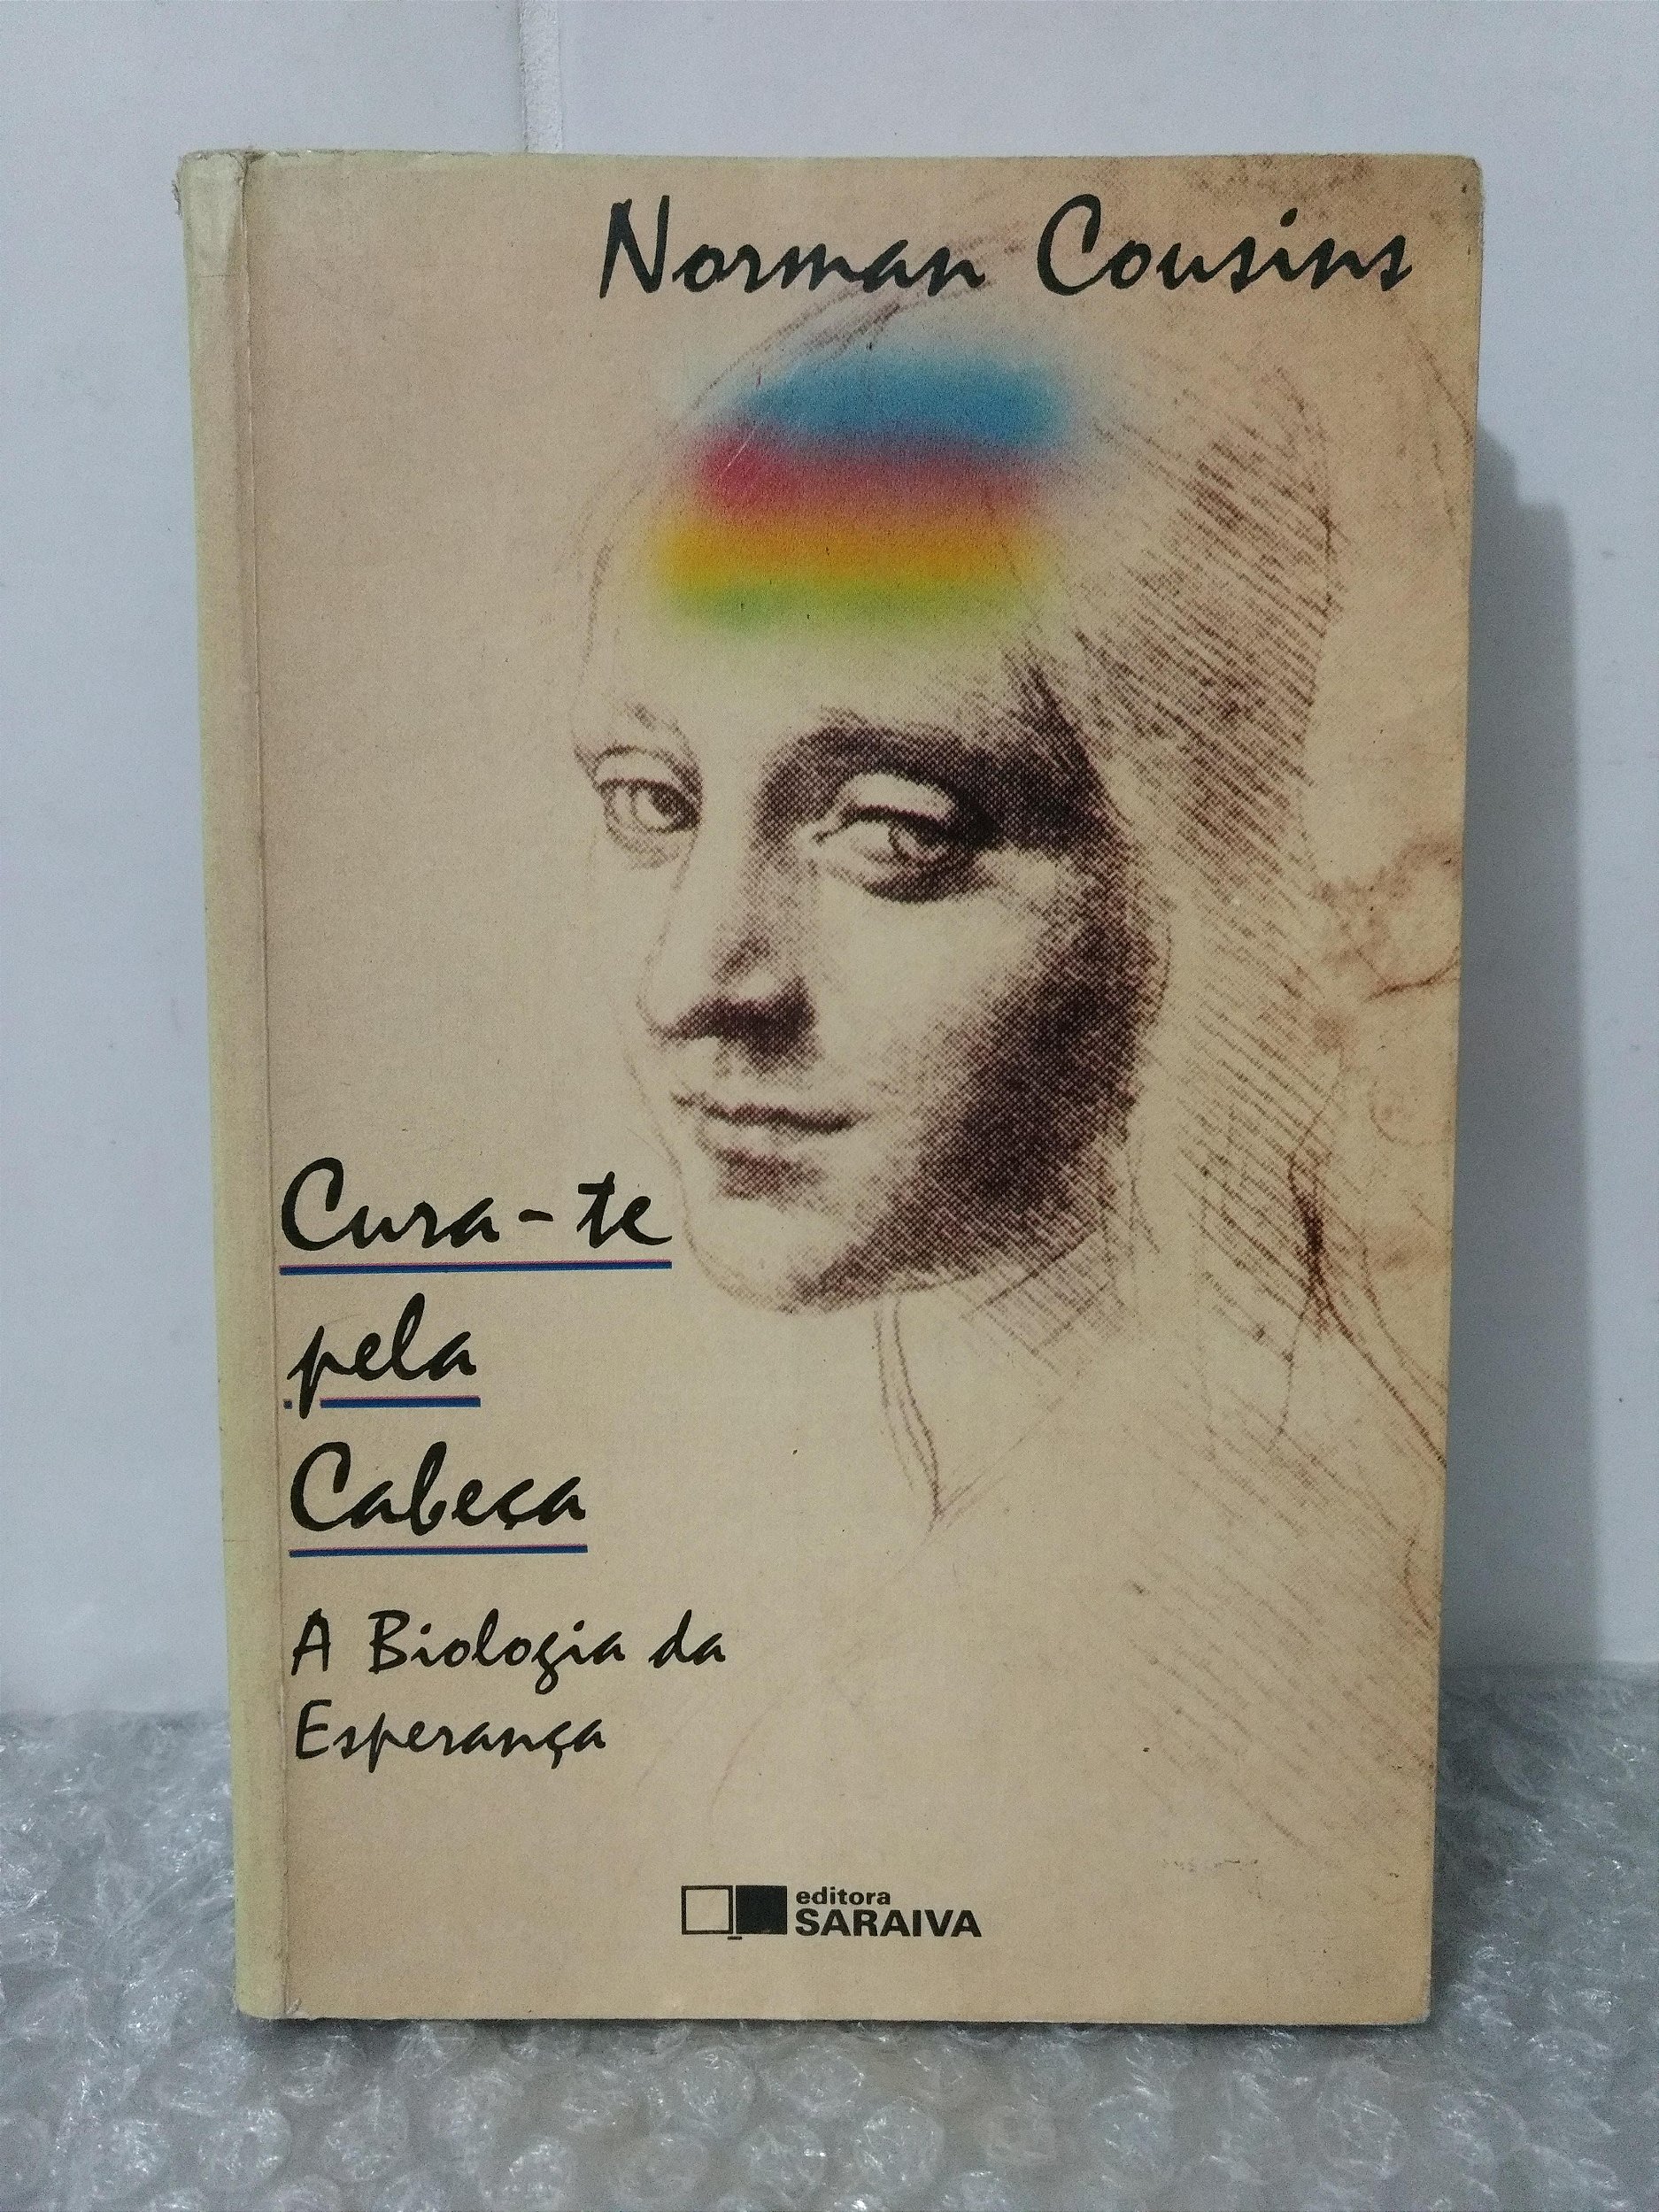 Norman Cousins
Cura-te
pela
Cabeça
A Biologia da
Esperança
editora
SARAIVA